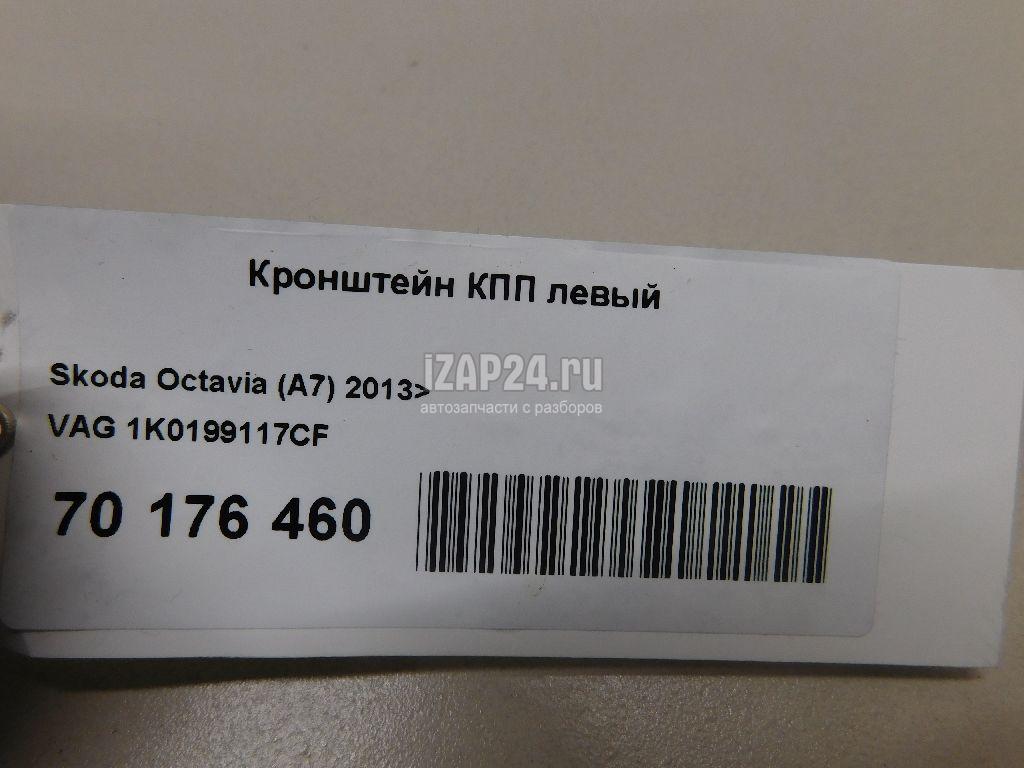 Кронштейн КПП левый
iZAP24.ru
автозапчасти с разборов
Skoda Octavia (A7) 2013>
VAG 1K0199117CF
70 176 460